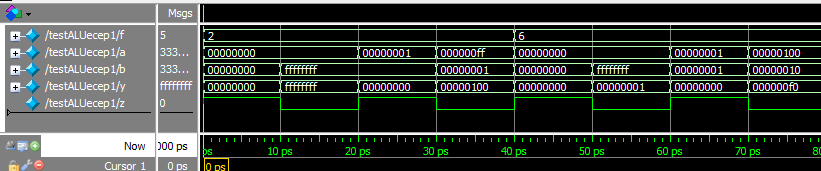 Msgs
/testALUecep1/f 5 2 6
/testALUecep1/a 333... 00000000 00000001 000000ff 00000000 00000001 00000100
/testALUecep1/b 333... 00000000 ffffffff 00000001 00000000 ffffffff 00000001 00000010
/testALUecep1/y ffffffff 00000000 ffffffff 00000000 00000100 00000000 00000001 00000000 000000f0
/testALUecep1/z 0
Now 000 ps ps 10 ps 20 ps 30 ps 40 ps 50 ps 60 ps 70 ps
Cursor 1 0 ps 0 ps